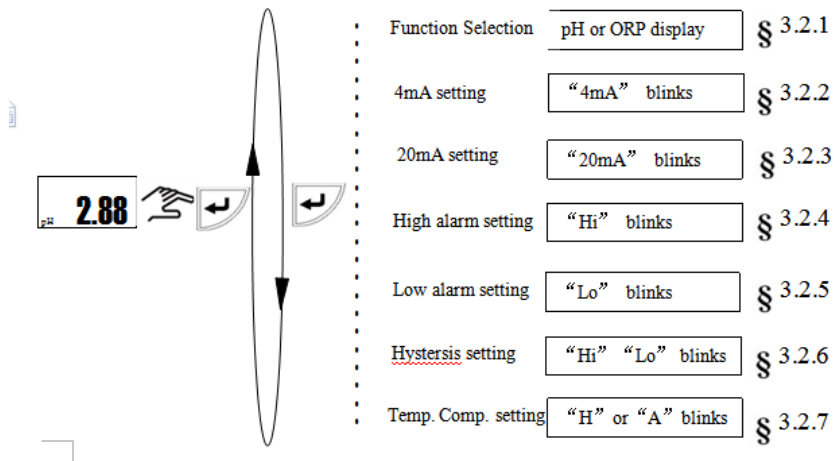 Function Selection pH or ORP display § 3.2.1
4mA setting “4mA” blinks § 3.2.2
20mA setting “20mA” blinks § 3.2.3
pH 2.88
High alarm setting “Hi” blinks § 3.2.4
Low alarm setting “Lo” blinks § 3.2.5
Hystersis setting “Hi” “Lo” blinks § 3.2.6
Temp. Comp. setting “H” or “A” blinks § 3.2.7